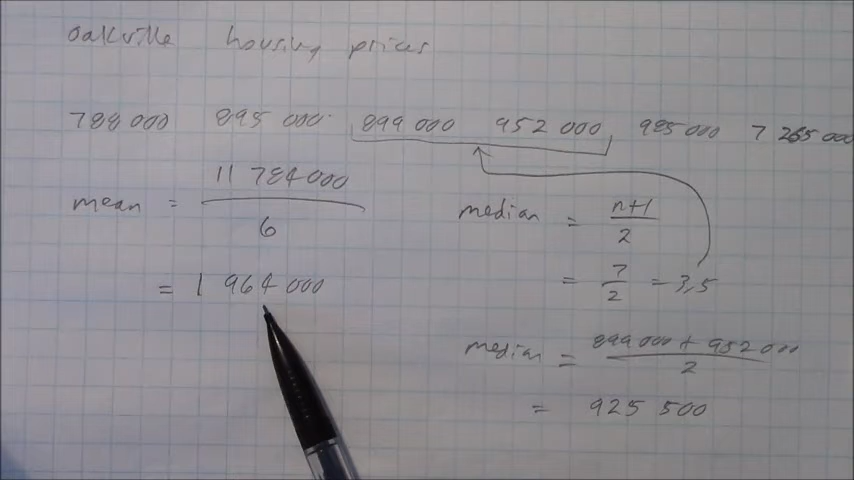 Oakville housing prices
788 000 895 000 899 000 952 000 985 000 7 265 000
mean = 11 784 000 / 6
= 1 964 000
median = n+1 / 2
= 7 / 2 = 3,5
median = 899 000 + 952 000 / 2
= 925 500